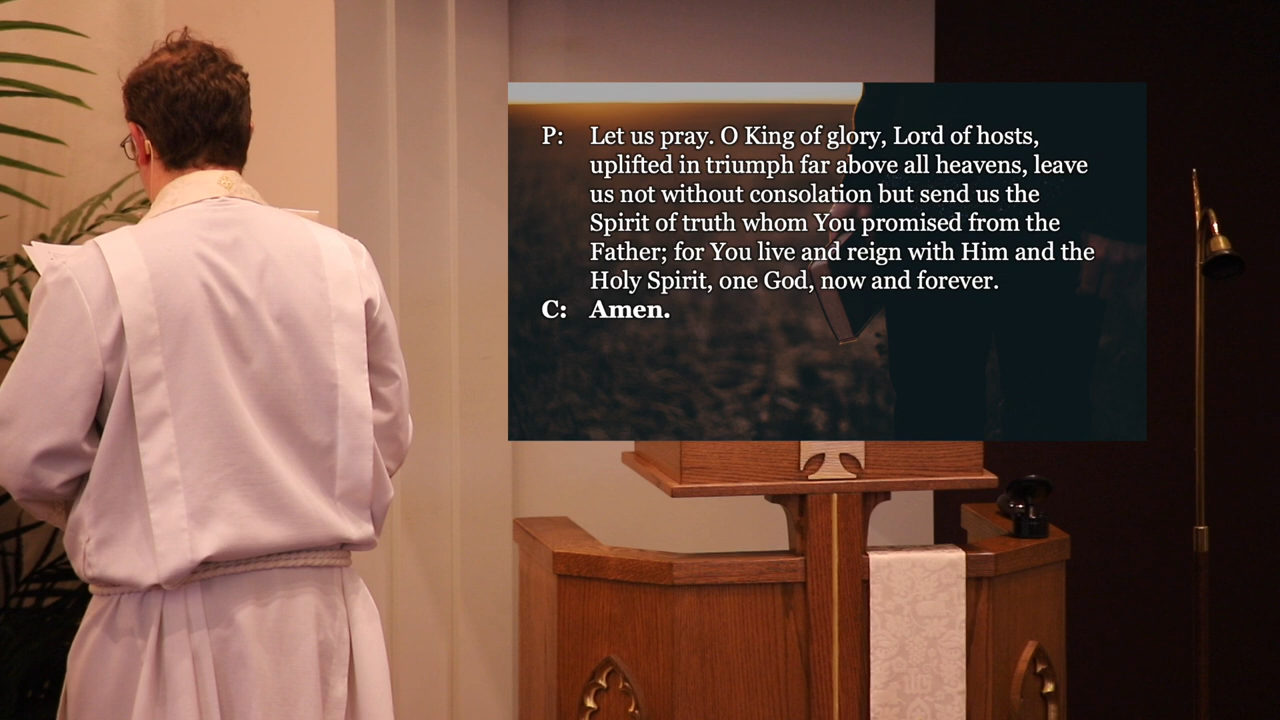 P: Let us pray. O King of glory, Lord of hosts,
uplifted in triumph far above all heavens, leave
us not without consolation but send us the
Spirit of truth whom You promised from the
Father; for You live and reign with Him and the
Holy Spirit, one God, now and forever.
C: Amen.